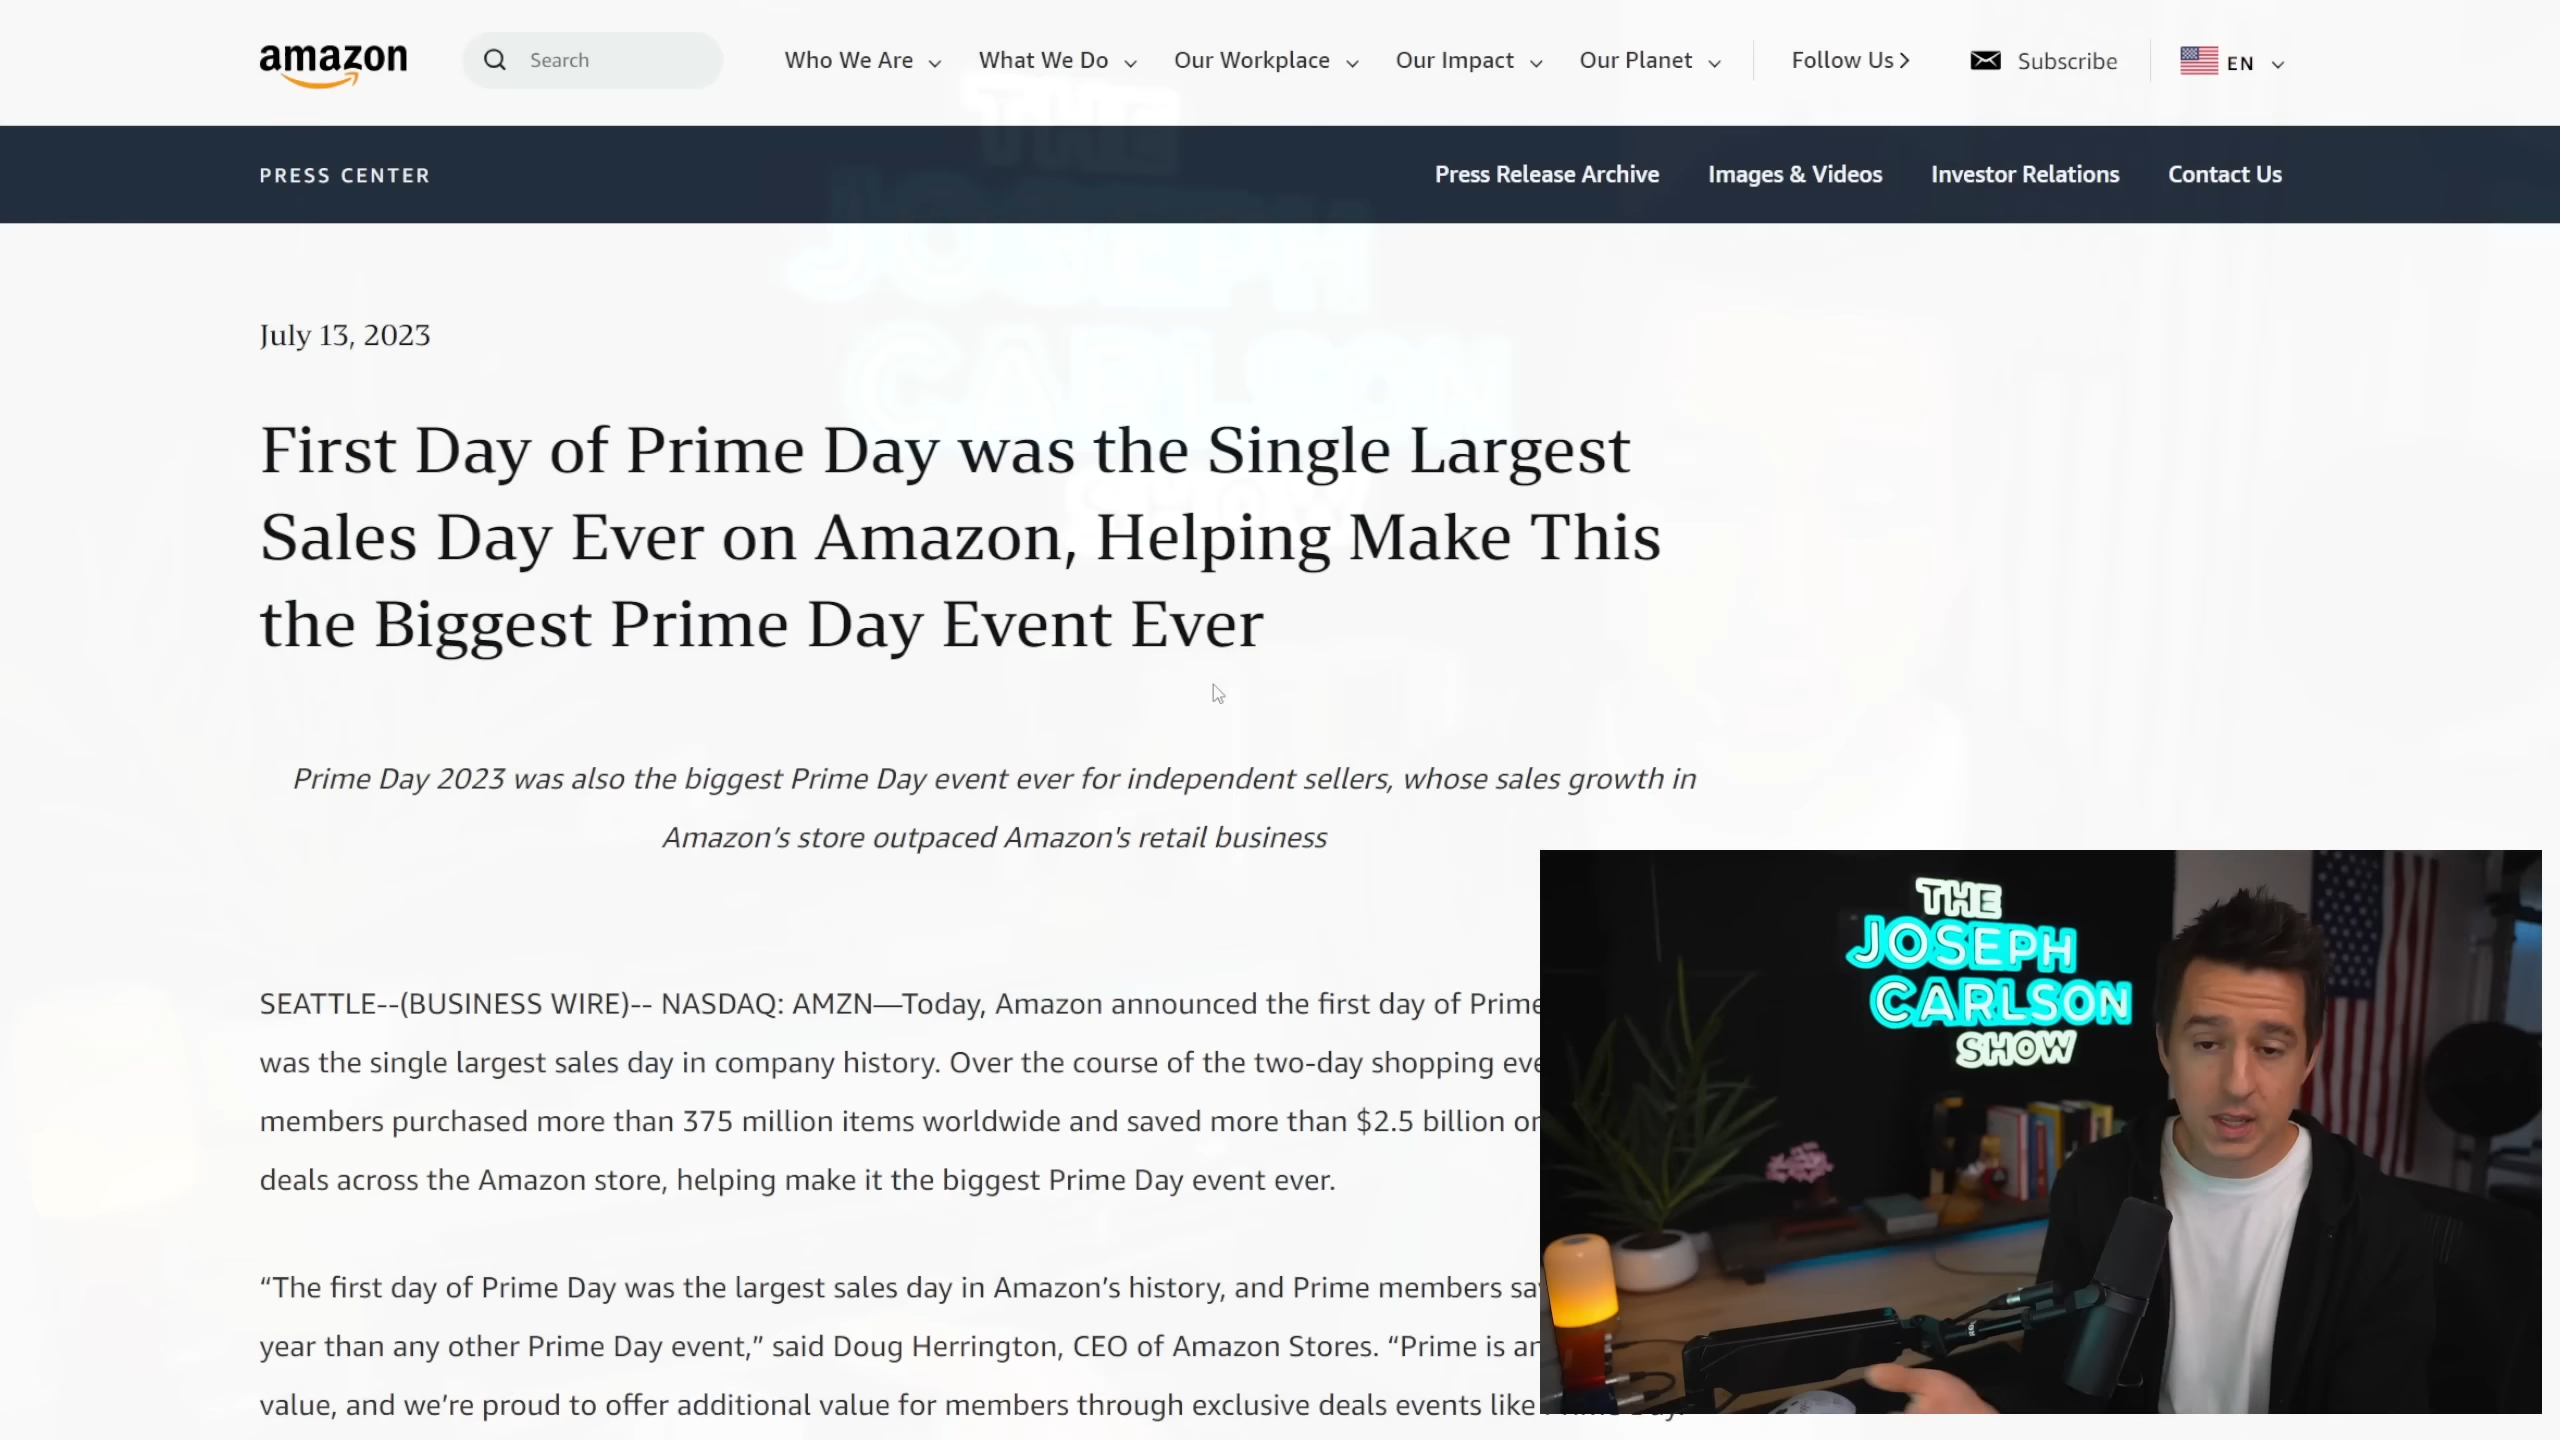 amazon
Search
Who We Are
What We Do
Our Workplace
Our Impact
Our Planet
Follow Us
Subscribe
EN
PRESS CENTER
Press Release Archive
Images & Videos
Investor Relations
Contact Us
July 13, 2023
First Day of Prime Day was the Single Largest
Sales Day Ever on Amazon, Helping Make This
the Biggest Prime Day Event Ever
Prime Day 2023 was also the biggest Prime Day event ever for independent sellers, whose sales growth in
Amazon’s store outpaced Amazon's retail business
SEATTLE--(BUSINESS WIRE)-- NASDAQ: AMZN—Today, Amazon announced the first day of Prime
was the single largest sales day in company history. Over the course of the two-day shopping
members purchased more than 375 million items worldwide and saved more than $2.5 billion
deals across the Amazon store, helping make it the biggest Prime Day event ever.
“The first day of Prime Day was the largest sales day in Amazon’s history, and Prime members
year than any other Prime Day event,” said Doug Herrington, CEO of Amazon Stores. “Prime is
value, and we’re proud to offer additional value for members through exclusive deals events like
THE
JOSEPH
CARLSON
SHOW